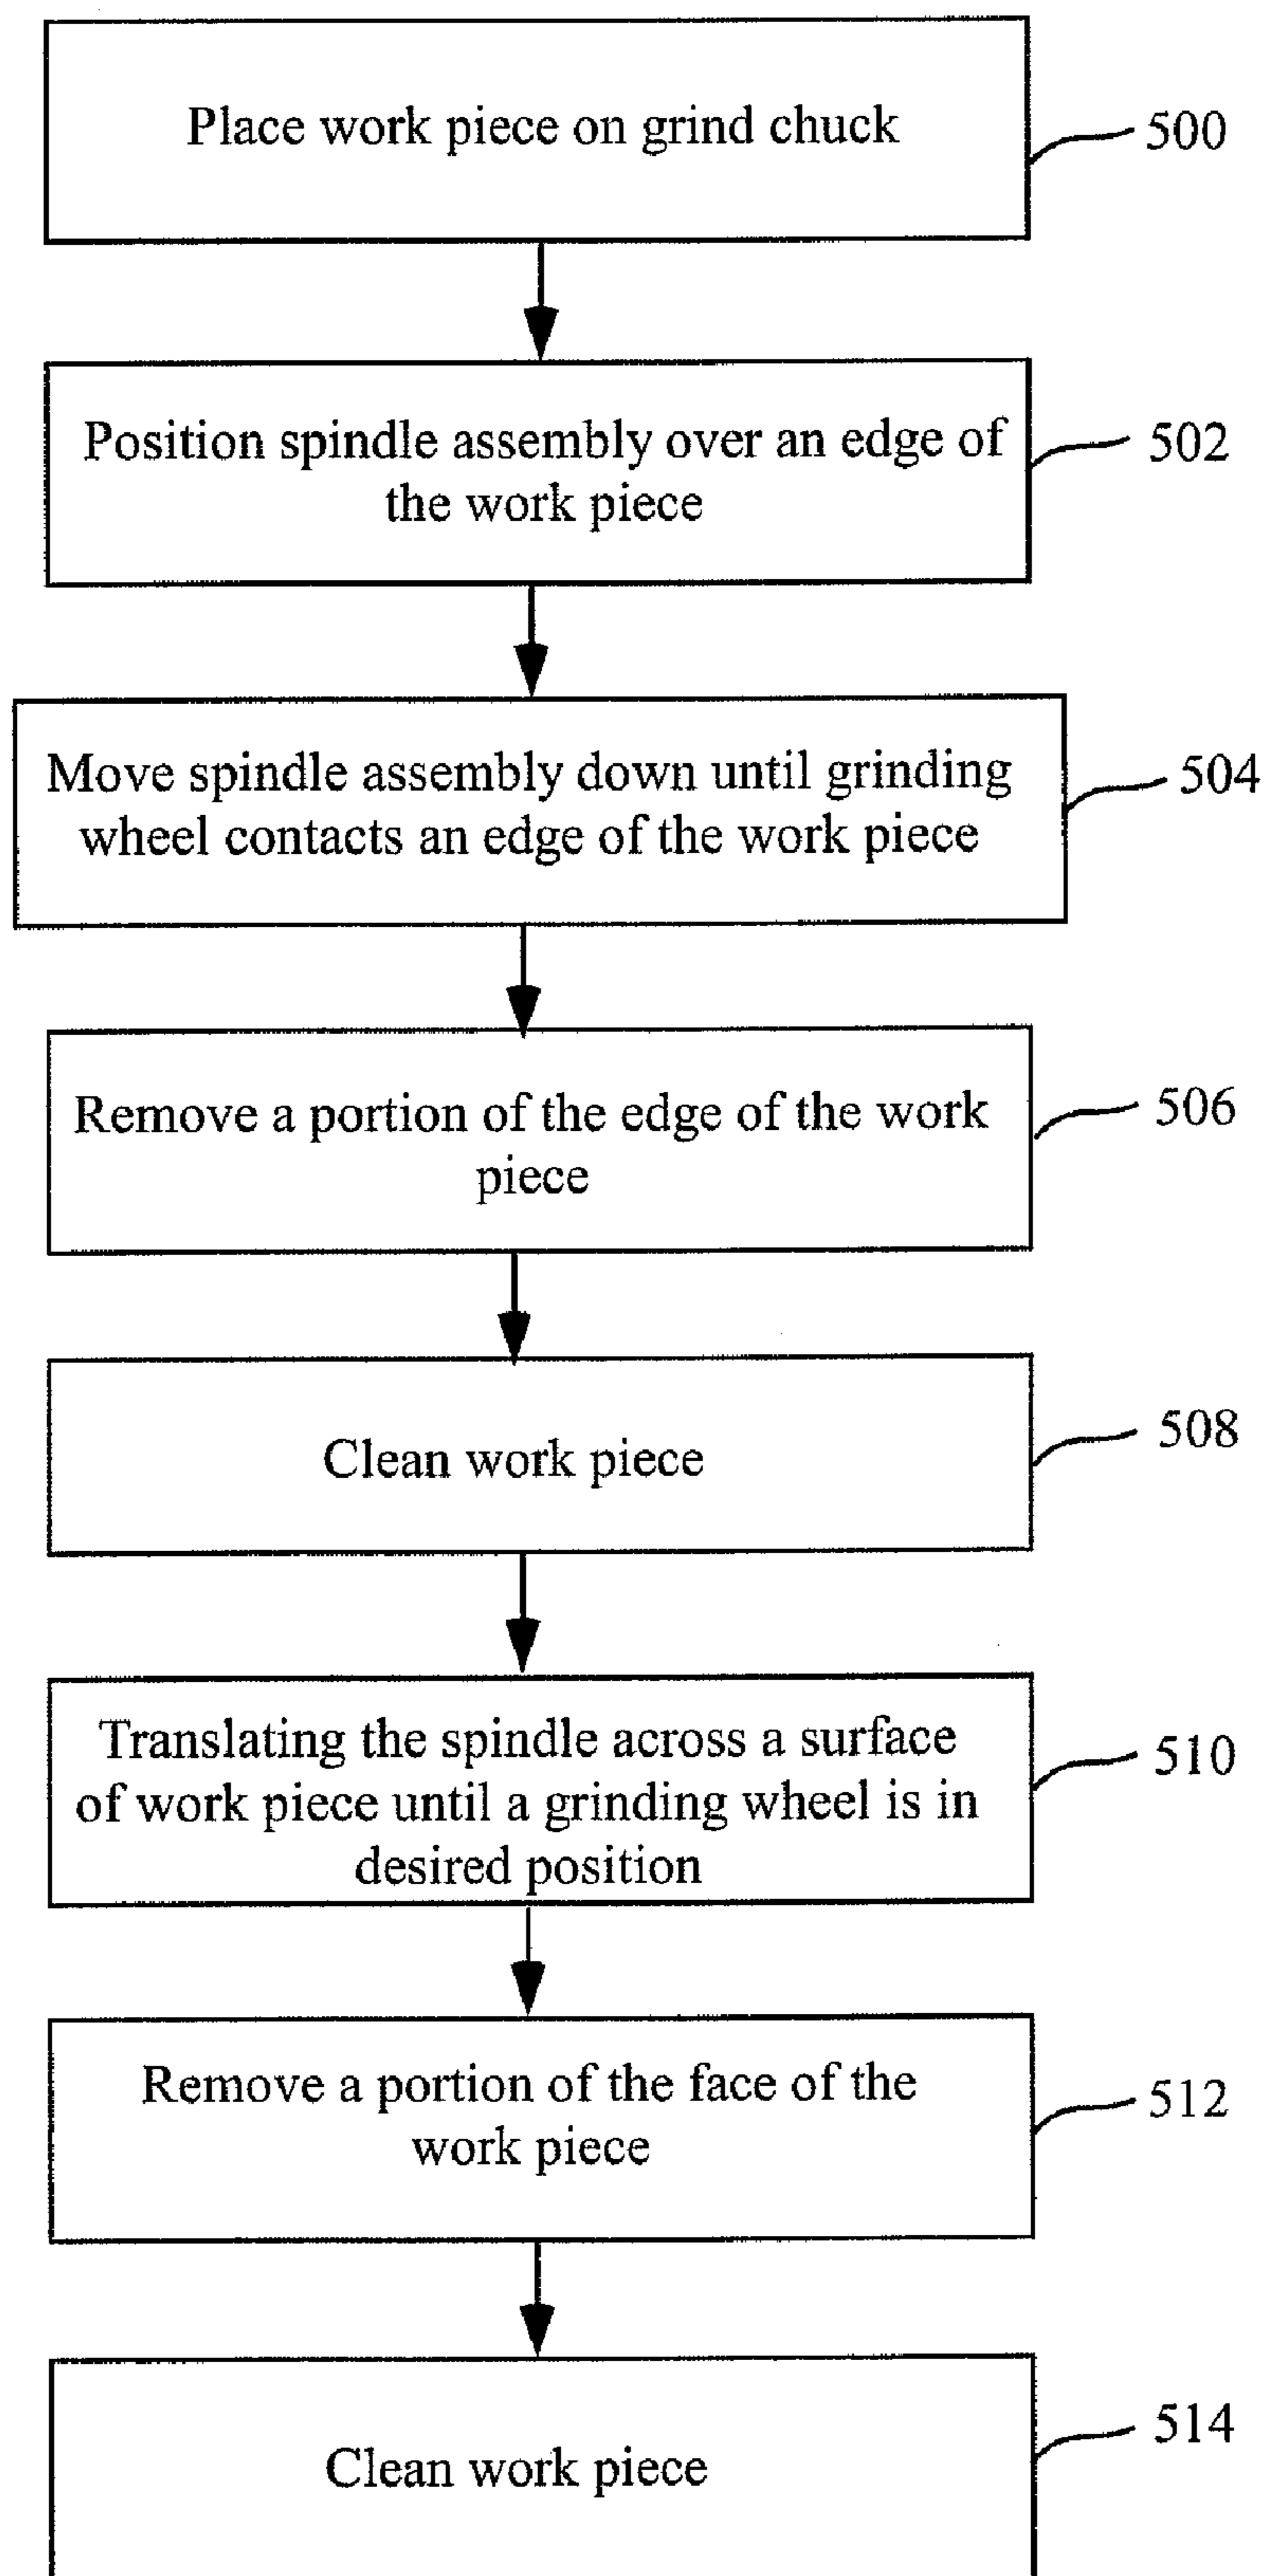 Place work piece on grind chuck
500
Position spindle assembly over an edge of
the work piece
502
Move spindle assembly down until grinding
wheel contacts an edge of the work piece
504
Remove a portion of the edge of the work
piece
506
Clean work piece
508
Translating the spindle across a surface
of work piece until a grinding wheel is in
desired position
510
Remove a portion of the face of the
work piece
512
Clean work piece
514